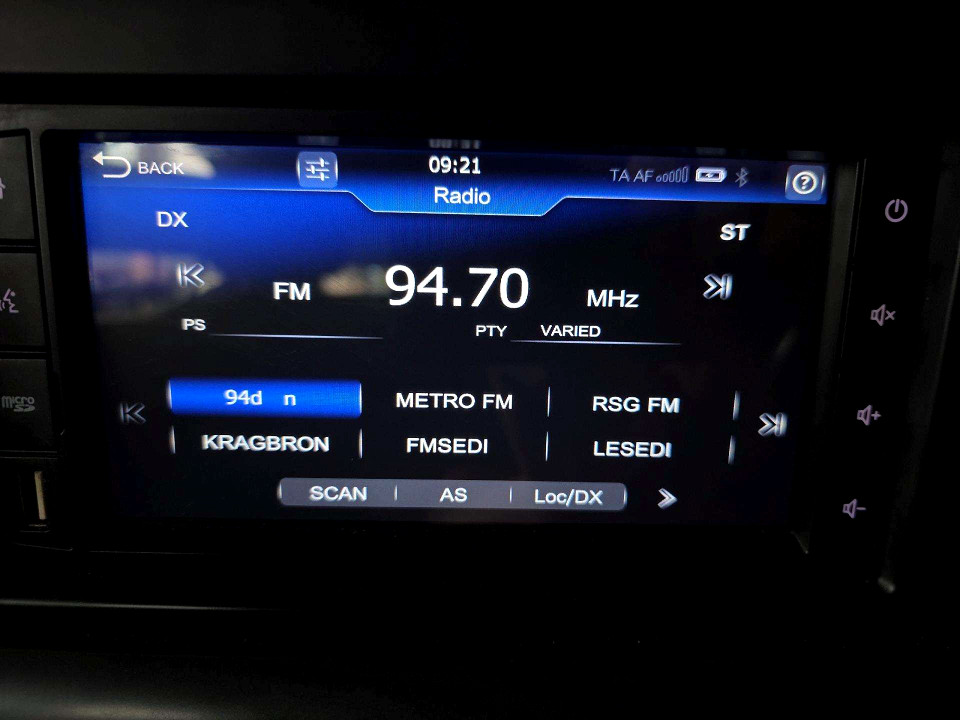 BACK
09:21
TA AF
Radio
DX
ST
FM 94.70 MHz
PS
PTY VARIED
94d n METRO FM RSG FM
KRAGBRON FMSEDI LESEDI
SCAN AS Loc/DX
micro SD